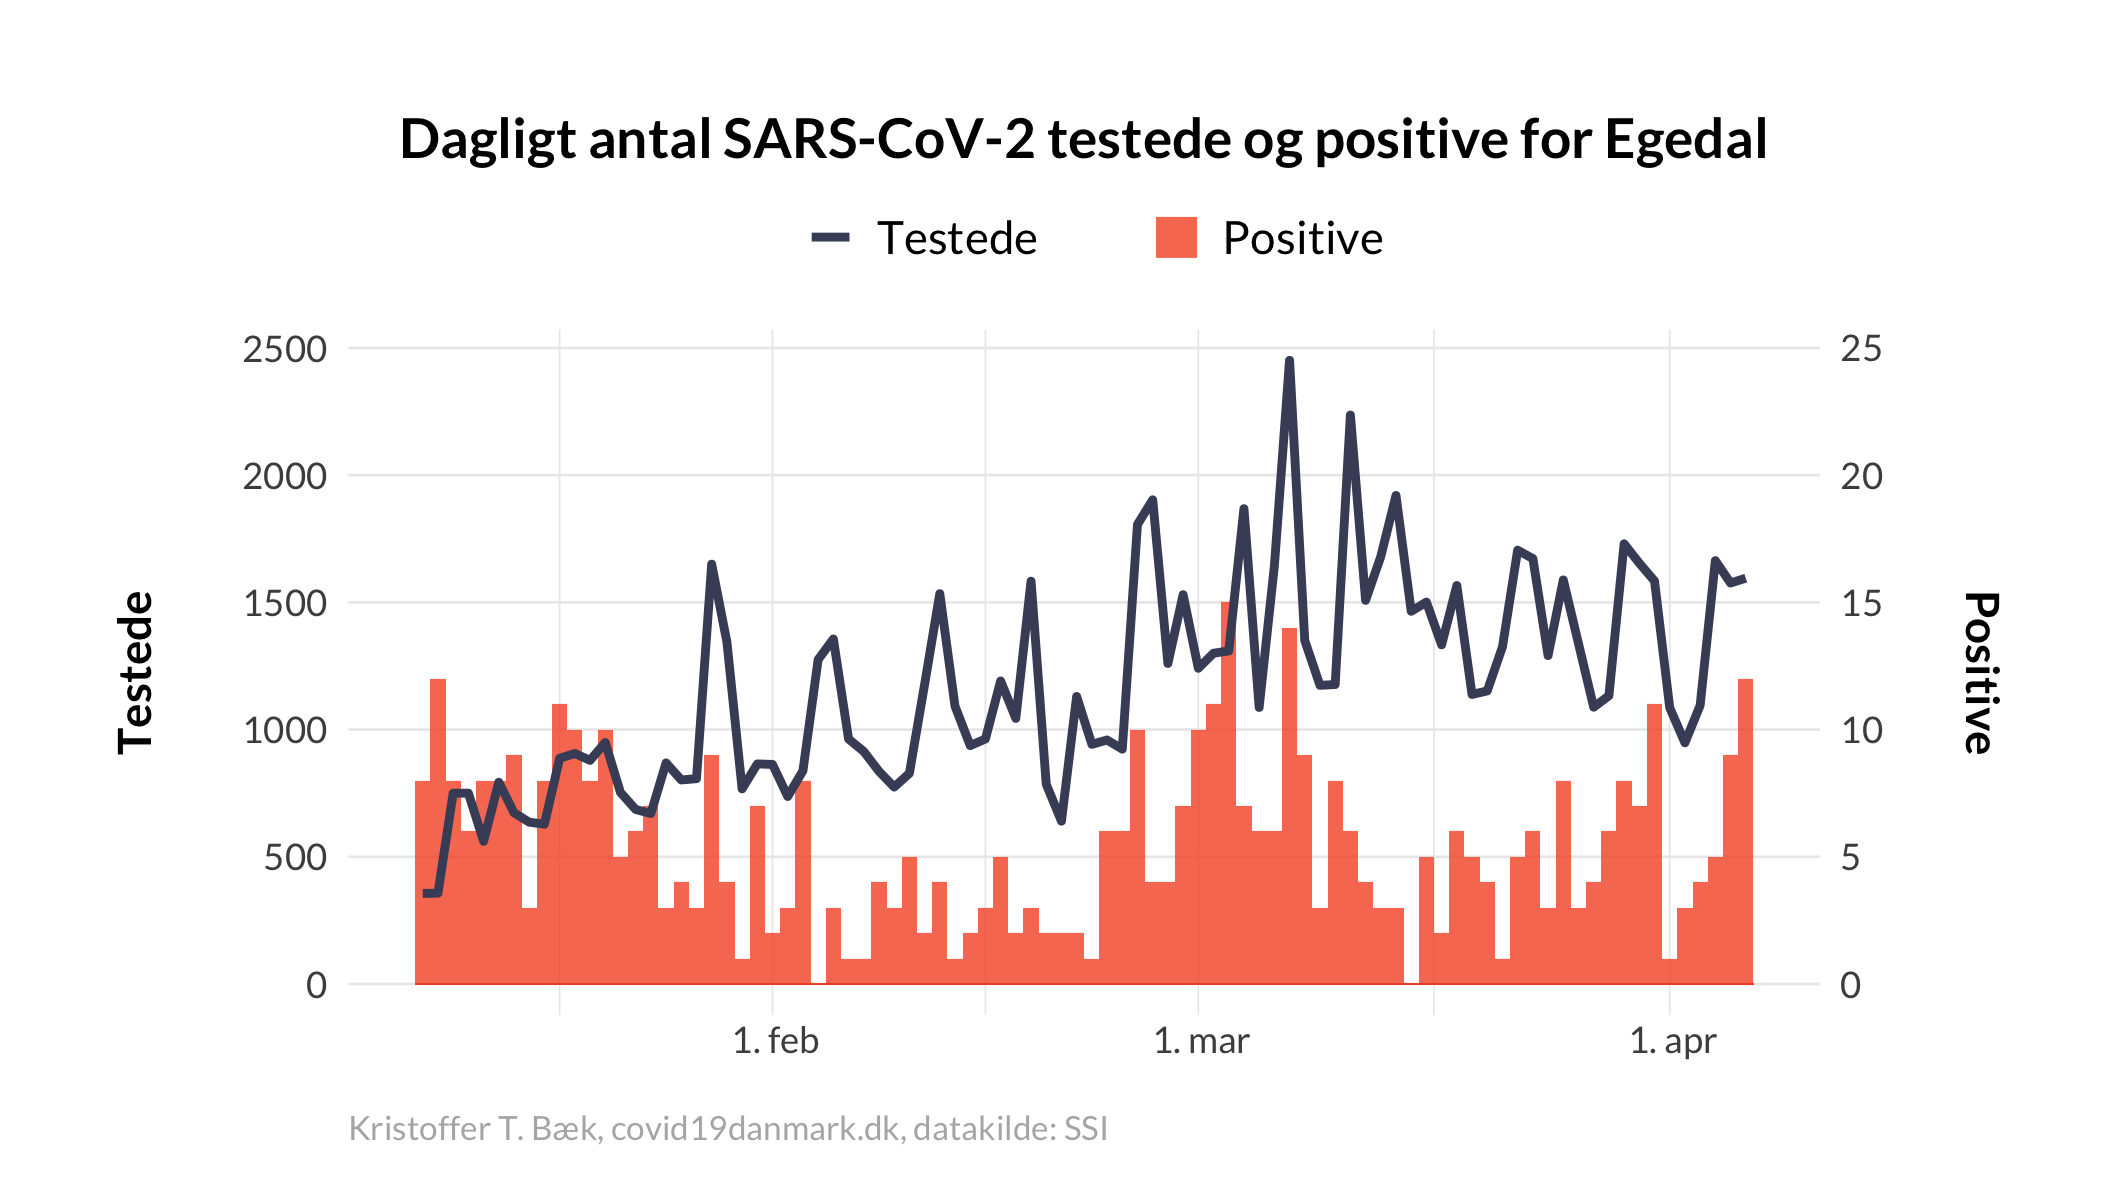 Dagligt antal SARS-CoV-2 testede og positive for Egedal
Testede
Positive
2500
2000
1500
1000
500
0
25
20
15
10
5
0
Testede
Positive
1. feb
1. mar
1. apr
Kristoffer T. Bæk, covid19danmark.dk, datakilde: SSI